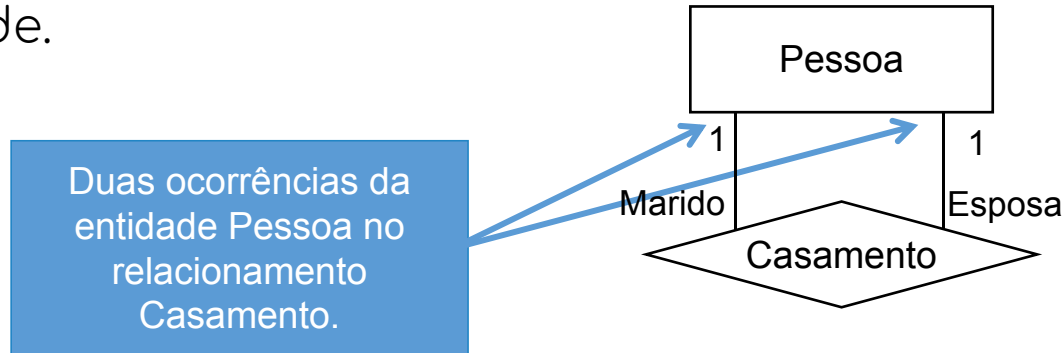 de.
Pessoa
1
1
Marido
Esposa
Casamento
Duas ocorrências da
entidade Pessoa no
relacionamento
Casamento.